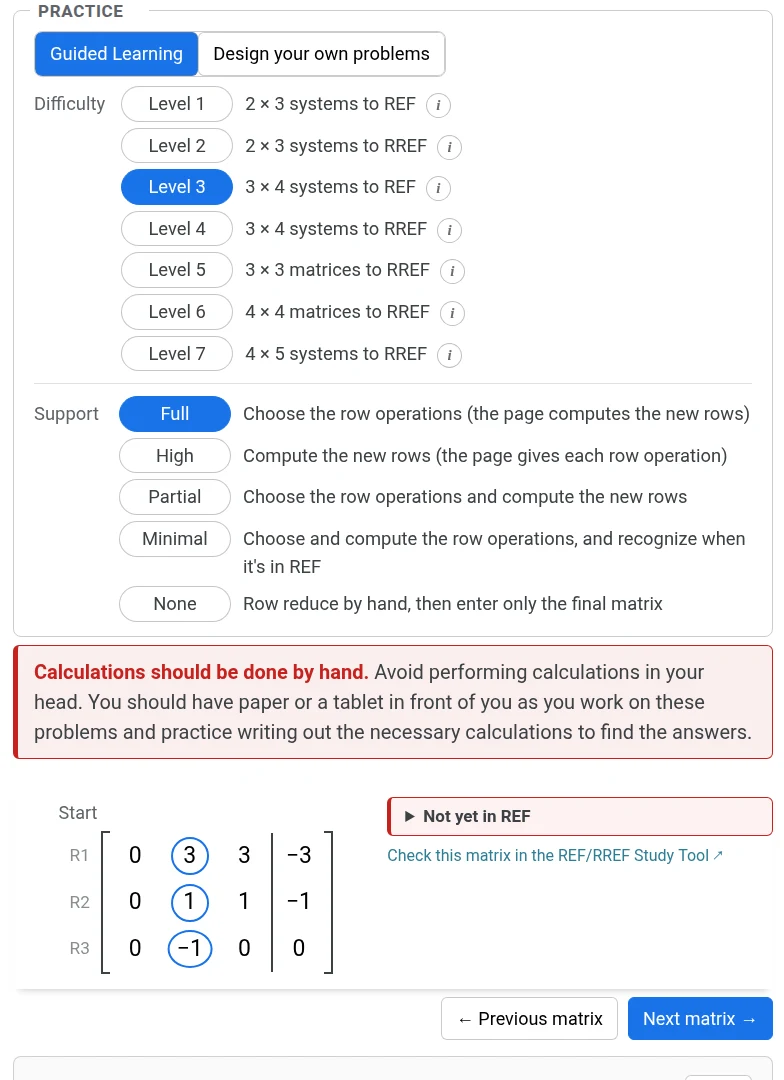 PRACTICE
Guided Learning Design your own problems
Difficulty Level 1 2 × 3 systems to REF i
Level 2 2 × 3 systems to RREF i
Level 3 3 × 4 systems to REF i
Level 4 3 × 4 systems to RREF i
Level 5 3 × 3 matrices to RREF i
Level 6 4 × 4 matrices to RREF i
Level 7 4 × 5 systems to RREF i
Support Full Choose the row operations (the page computes the new rows)
High Compute the new rows (the page gives each row operation)
Partial Choose the row operations and compute the new rows
Minimal Choose and compute the row operations, and recognize when
it's in REF
None Row reduce by hand, then enter only the final matrix
Calculations should be done by hand. Avoid performing calculations in your
head. You should have paper or a tablet in front of you as you work on these
problems and practice writing out the necessary calculations to find the answers.
Start
R1 0 3 3 −3
R2 0 1 1 −1
R3 0 −1 0 0
▶ Not yet in REF
Check this matrix in the REF/RREF Study Tool ↗
← Previous matrix Next matrix →